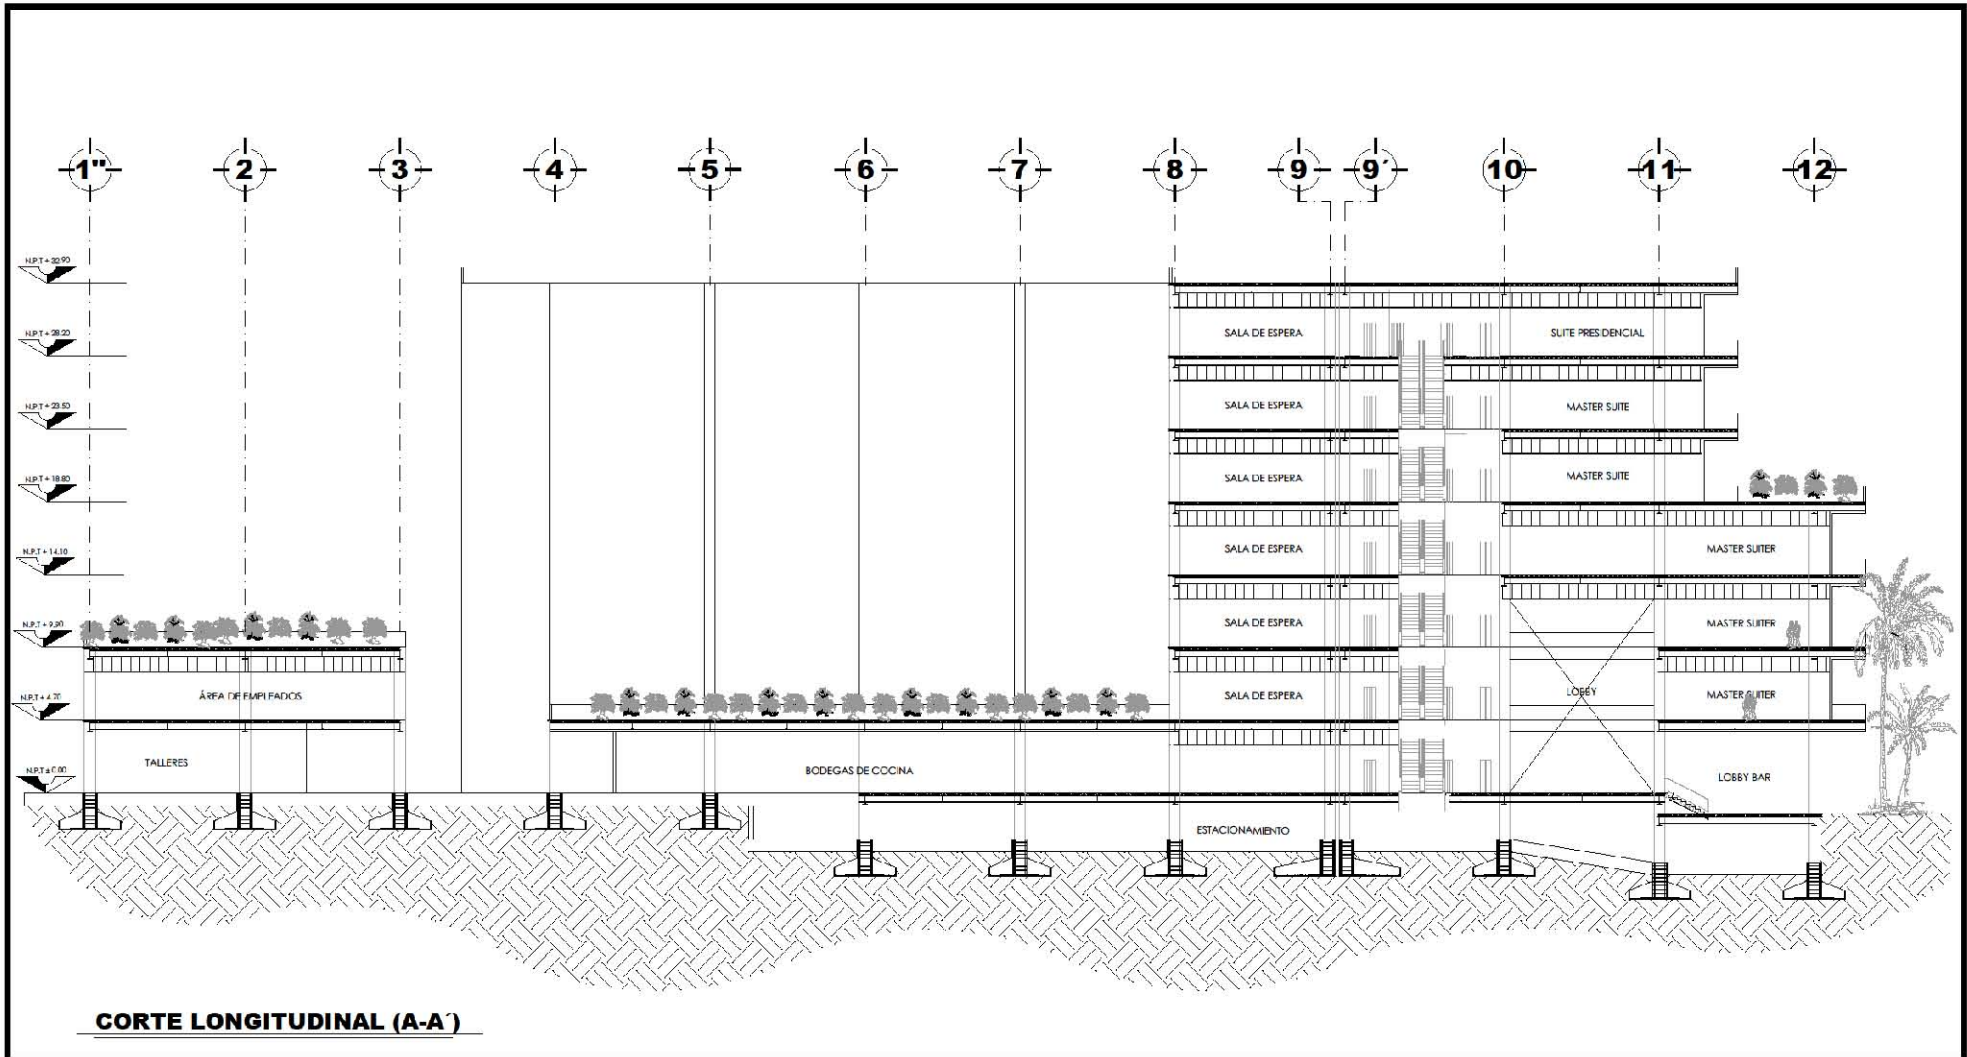 1" 2 3 4 5 6 7 8 9 9´ 10 11 12
N.P.T + 32.90
N.P.T + 28.20
SALA DE ESPERA SUITE PRESIDENCIAL
N.P.T + 23.50
SALA DE ESPERA MASTER SUITE
N.P.T + 18.80
SALA DE ESPERA MASTER SUITE
N.P.T + 14.10
SALA DE ESPERA MASTER SUITER
N.P.T + 9.90
SALA DE ESPERA MASTER SUITER
N.P.T + 4.70
ÁREA DE EMPLEADOS SALA DE ESPERA LOBBY MASTER SUITER
N.P.T ± 0.00
TALLERES BODEGAS DE COCINA LOBBY BAR
ESTACIONAMIENTO
CORTE LONGITUDINAL (A-A´)